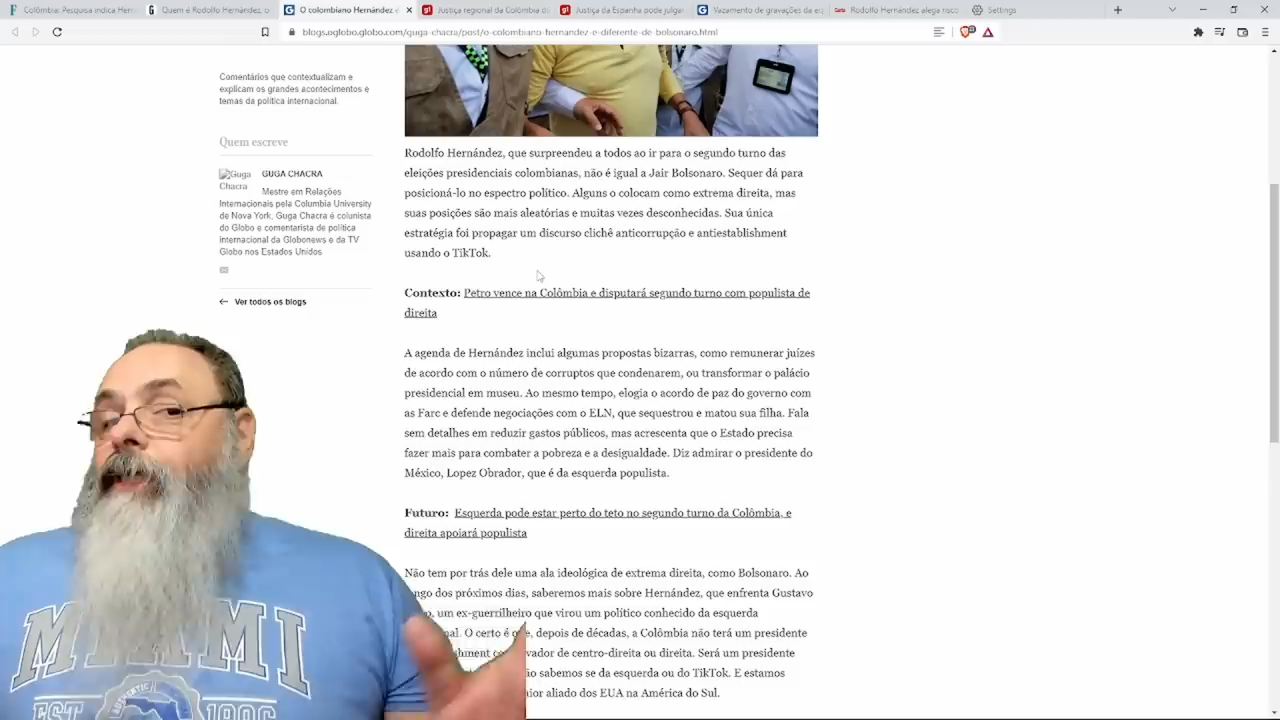 Colômbia: Pesquisa indica Hern
Quem é Rodolfo Hernández, o
O colombiano Hernández é
Justiça regional da Colômbia da
Justiça da Espanha pode julgar
Vazamento de gravações da es
Rodolfo Hernández alega risco
Settings
blogs.oglobo.globo.com/guga-chacra/post/o-colombiano-hernandez-e-diferente-de-bolsonaro.html
Comentários que contextualizam e
explicam os grandes acontecimentos e
temas da política internacional.
Quem escreve
Guga
Chacra
GUGA CHACRA
Mestre em Relações
Internacionais pela Columbia University
de Nova York, Guga Chacra é colunista
do Globo e comentarista de política
internacional da Globonews e da TV
Globo nos Estados Unidos
Ver todos os blogs
Rodolfo Hernández, que surpreendeu a todos ao ir para o segundo turno das
eleições presidenciais colombianas, não é igual a Jair Bolsonaro. Sequer dá para
posicioná-lo no espectro político. Alguns o colocam como extrema direita, mas
suas posições são mais aleatórias e muitas vezes desconhecidas. Sua única
estratégia foi propagar um discurso clichê anticorrupção e antiestablishment
usando o TikTok.
Contexto: Petro vence na Colômbia e disputará segundo turno com populista de
direita
A agenda de Hernández inclui algumas propostas bizarras, como remunerar juízes
de acordo com o número de corruptos que condenarem, ou transformar o palácio
presidencial em museu. Ao mesmo tempo, elogia o acordo de paz do governo com
as Farc e defende negociações com o ELN, que sequestrou e matou sua filha. Fala
sem detalhes em reduzir gastos públicos, mas acrescenta que o Estado precisa
fazer mais para combater a pobreza e a desigualdade. Diz admirar o presidente do
México, Lopez Obrador, que é da esquerda populista.
Futuro: Esquerda pode estar perto do teto no segundo turno da Colômbia, e
direita apoiará populista
Não tem por trás dele uma ala ideológica de extrema direita, como Bolsonaro. Ao
ongo dos próximos dias, saberemos mais sobre Hernández, que enfrenta Gustavo
o, um ex-guerrilheiro que virou um político conhecido da esquerda
nal. O certo é que, depois de décadas, a Colômbia não terá um presidente
hment co vador de centro-direita ou direita. Será um presidente
ão sabemos se da esquerda ou do TikTok. E estamos
ior aliado dos EUA na América do Sul.
MIAMI